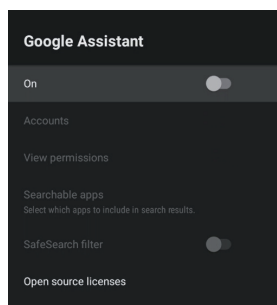 Google Assistant
On
Accounts
View permissions
Searchable apps
Select which apps to include in search results.
SafeSearch filter
Open source licenses